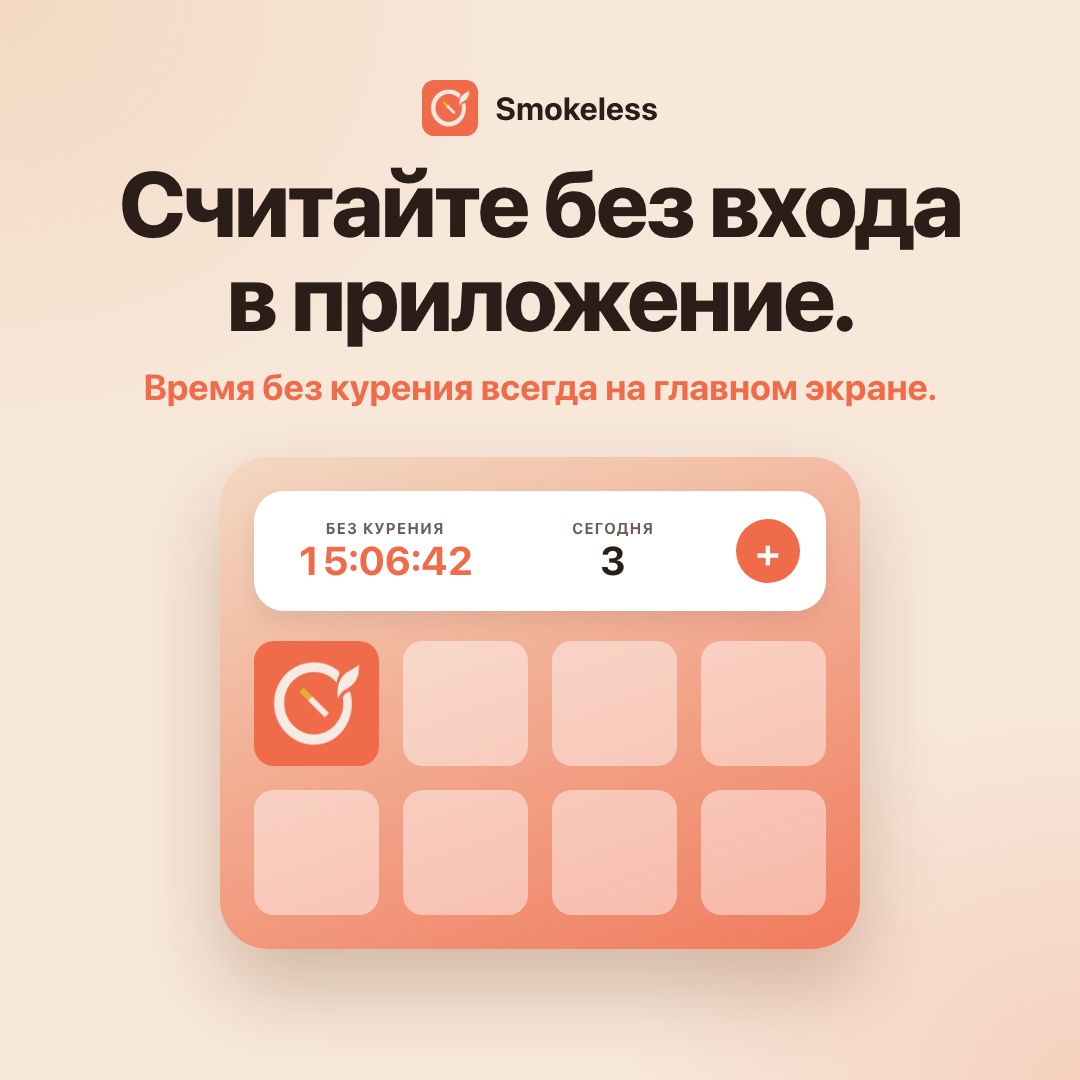 Smokeless
Считайте без входа
в приложение.
Время без курения всегда на главном экране.
БЕЗ КУРЕНИЯ
15:06:42
СЕГОДНЯ
3
+